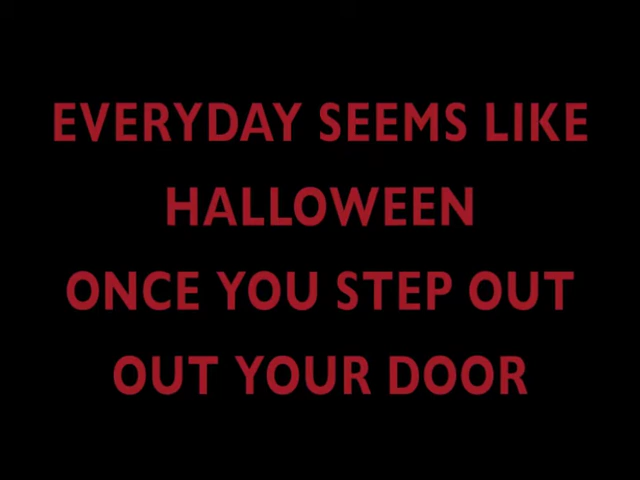 EVERYDAY SEEMS LIKE
HALLOWEEN
ONCE YOU STEP OUT
OUT YOUR DOOR